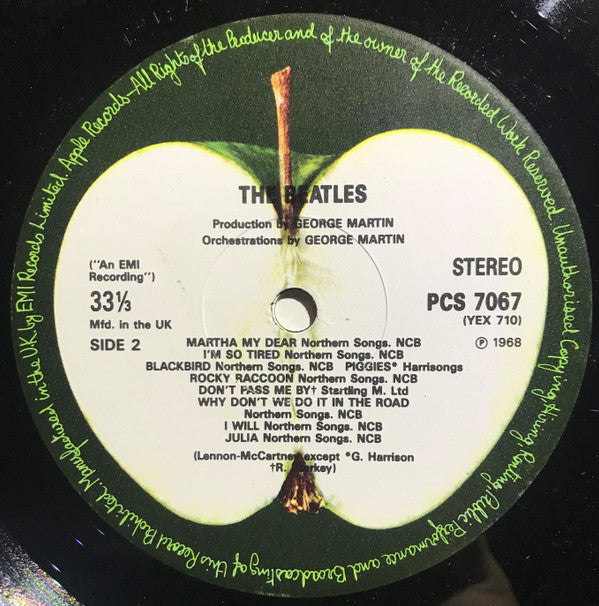 THE BEATLES
Production by GEORGE MARTIN
Orchestrations by GEORGE MARTIN
("An EMI
Recording")
STEREO
33⅓
PCS 7067
Mfd. in the UK
(YEX 710)
SIDE 2
℗ 1968
MARTHA MY DEAR Northern Songs. NCB
I'M SO TIRED Northern Songs. NCB
BLACKBIRD Northern Songs. NCB PIGGIES* Harrisongs
ROCKY RACCOON Northern Songs. NCB
DON'T PASS ME BY† Startling M. Ltd
WHY DON'T WE DO IT IN THE ROAD
Northern Songs. NCB
I WILL Northern Songs. NCB
JULIA Northern Songs. NCB
(Lennon-McCartney except *G. Harrison
†R. Starkey)
Apple Records-All Rights of the Producer and of the owner of the Recorded Work Reserved. Unauthorised Copying, Hiring, Renting, Public Performance and Broadcasting of this Record Prohibited. Manufactured in the UK by EMI Records Limited.